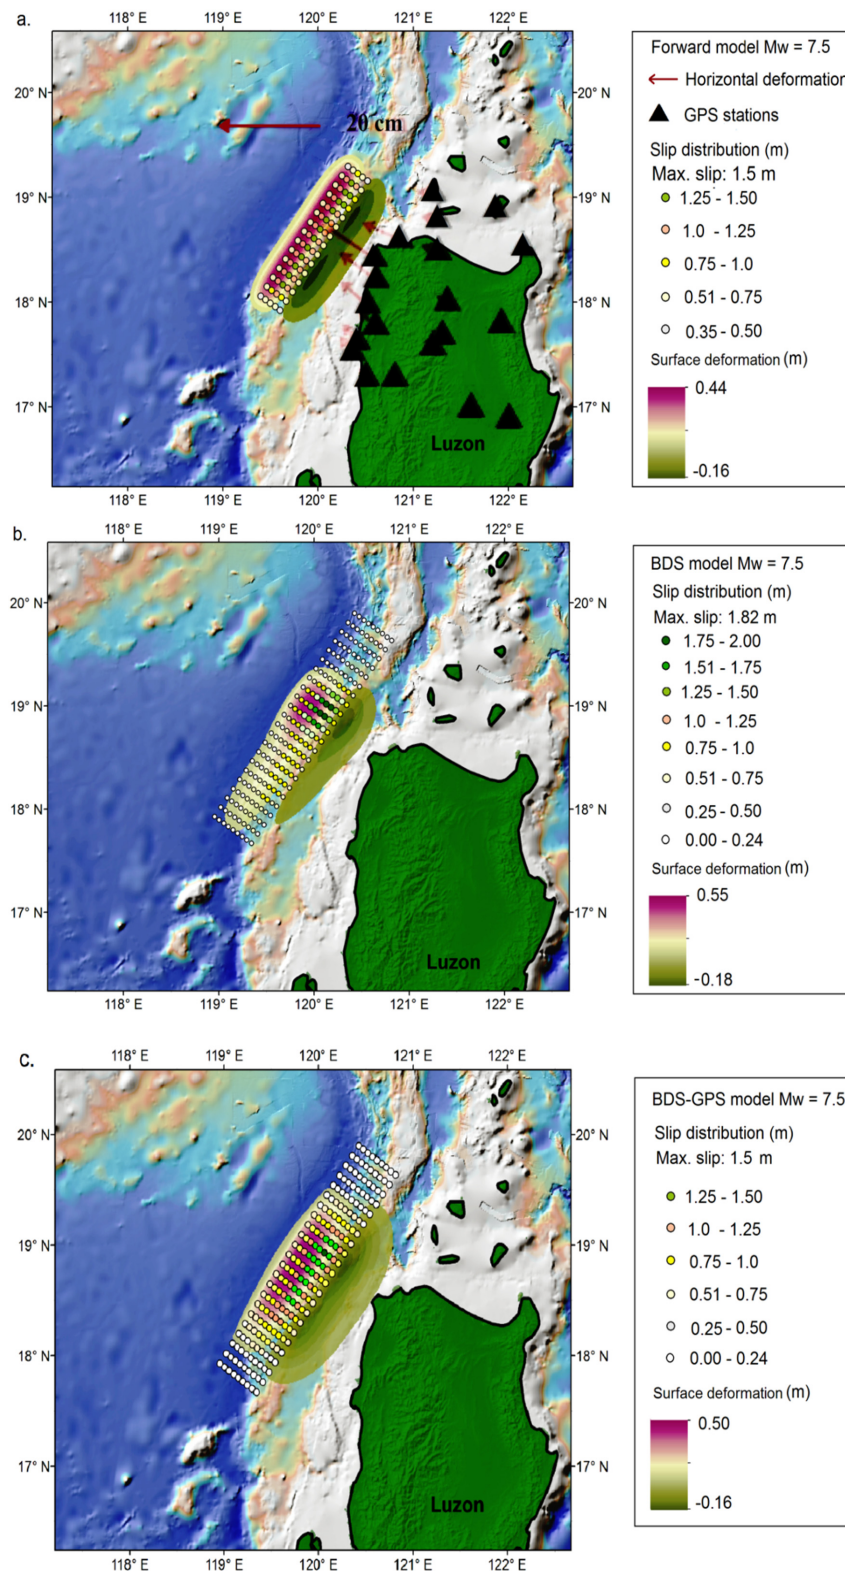 a.
118° E 119° E 120° E 121° E 122° E
20° N 20° N
19° N 19° N
18° N 18° N
17° N 17° N
20 cm
Luzon
118° E 119° E 120° E 121° E 122° E
Forward model Mw = 7.5
Horizontal deformation
GPS stations
Slip distribution (m)
Max. slip: 1.5 m
1.25 - 1.50
1.0 - 1.25
0.75 - 1.0
0.51 - 0.75
0.35 - 0.50
Surface deformation (m)
0.44
-0.16
b.
118° E 119° E 120° E 121° E 122° E
20° N 20° N
19° N 19° N
18° N 18° N
17° N 17° N
Luzon
118° E 119° E 120° E 121° E 122° E
BDS model Mw = 7.5
Slip distribution (m)
Max. slip: 1.82 m
1.75 - 2.00
1.51 - 1.75
1.25 - 1.50
1.0 - 1.25
0.75 - 1.0
0.51 - 0.75
0.25 - 0.50
0.00 - 0.24
Surface deformation (m)
0.55
-0.18
c.
118° E 119° E 120° E 121° E 122° E
20° N 20° N
19° N 19° N
18° N 18° N
17° N 17° N
Luzon
118° E 119° E 120° E 121° E 122° E
BDS-GPS model Mw = 7.5
Slip distribution (m)
Max. slip: 1.5 m
1.25 - 1.50
1.0 - 1.25
0.75 - 1.0
0.51 - 0.75
0.25 - 0.50
0.00 - 0.24
Surface deformation (m)
0.50
-0.16